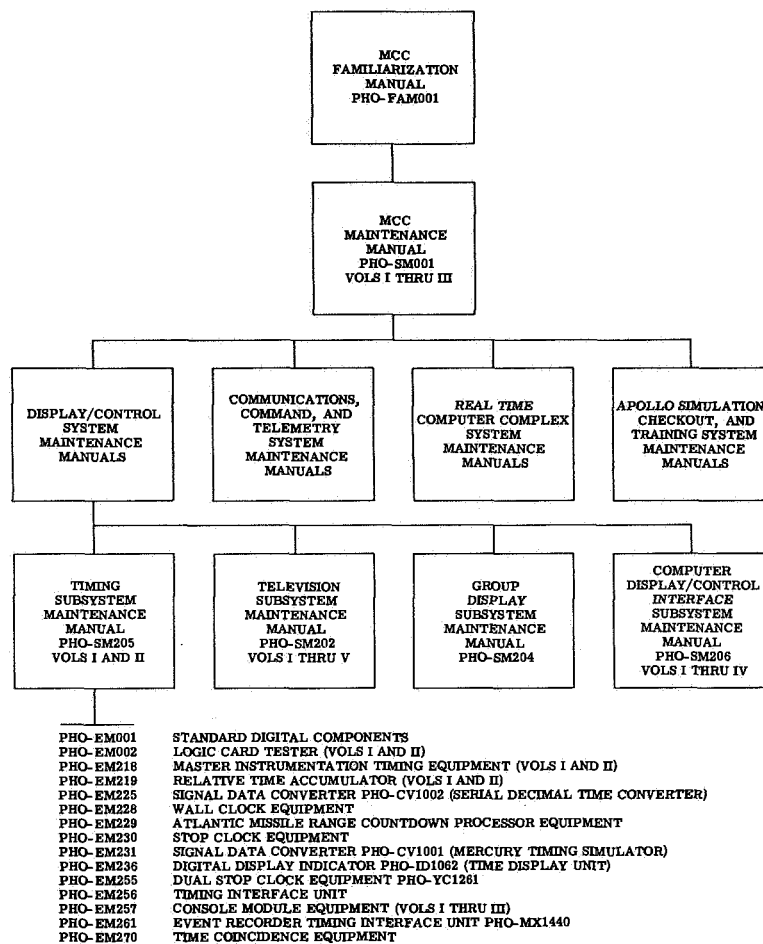 MCC
FAMILIARIZATION
MANUAL
PHO-FAM001
MCC
MAINTENANCE
MANUAL
PHO-SM001
VOLS I THRU III
DISPLAY/CONTROL
SYSTEM
MAINTENANCE
MANUALS
COMMUNICATIONS,
COMMAND, AND
TELEMETRY
SYSTEM
MAINTENANCE
MANUALS
REAL TIME
COMPUTER COMPLEX
SYSTEM
MAINTENANCE
MANUALS
APOLLO SIMULATION
CHECKOUT, AND
TRAINING SYSTEM
MAINTENANCE
MANUALS
TIMING
SUBSYSTEM
MAINTENANCE
MANUAL
PHO-SM205
VOLS I AND II
TELEVISION
SUBSYSTEM
MAINTENANCE
MANUAL
PHO-SM202
VOLS I THRU V
GROUP
DISPLAY
SUBSYSTEM
MAINTENANCE
MANUAL
PHO-SM204
COMPUTER
DISPLAY/CONTROL
INTERFACE
SUBSYSTEM
MAINTENANCE
MANUAL
PHO-SM206
VOLS I THRU IV
PHO-EM001 STANDARD DIGITAL COMPONENTS
PHO-EM002 LOGIC CARD TESTER (VOLS I AND II)
PHO-EM218 MASTER INSTRUMENTATION TIMING EQUIPMENT (VOLS I AND II)
PHO-EM219 RELATIVE TIME ACCUMULATOR (VOLS I AND II)
PHO-EM225 SIGNAL DATA CONVERTER PHO-CV1002 (SERIAL DECIMAL TIME CONVERTER)
PHO-EM228 WALL CLOCK EQUIPMENT
PHO-EM229 ATLANTIC MISSILE RANGE COUNTDOWN PROCESSOR EQUIPMENT
PHO-EM230 STOP CLOCK EQUIPMENT
PHO-EM231 SIGNAL DATA CONVERTER PHO-CV1001 (MERCURY TIMING SIMULATOR)
PHO-EM236 DIGITAL DISPLAY INDICATOR PHO-ID1062 (TIME DISPLAY UNIT)
PHO-EM255 DUAL STOP CLOCK EQUIPMENT PHO-YC1261
PHO-EM256 TIMING INTERFACE UNIT
PHO-EM257 CONSOLE MODULE EQUIPMENT (VOLS I THRU III)
PHO-EM261 EVENT RECORDER TIMING INTERFACE UNIT PHO-MX1440
PHO-EM270 TIME COINCIDENCE EQUIPMENT